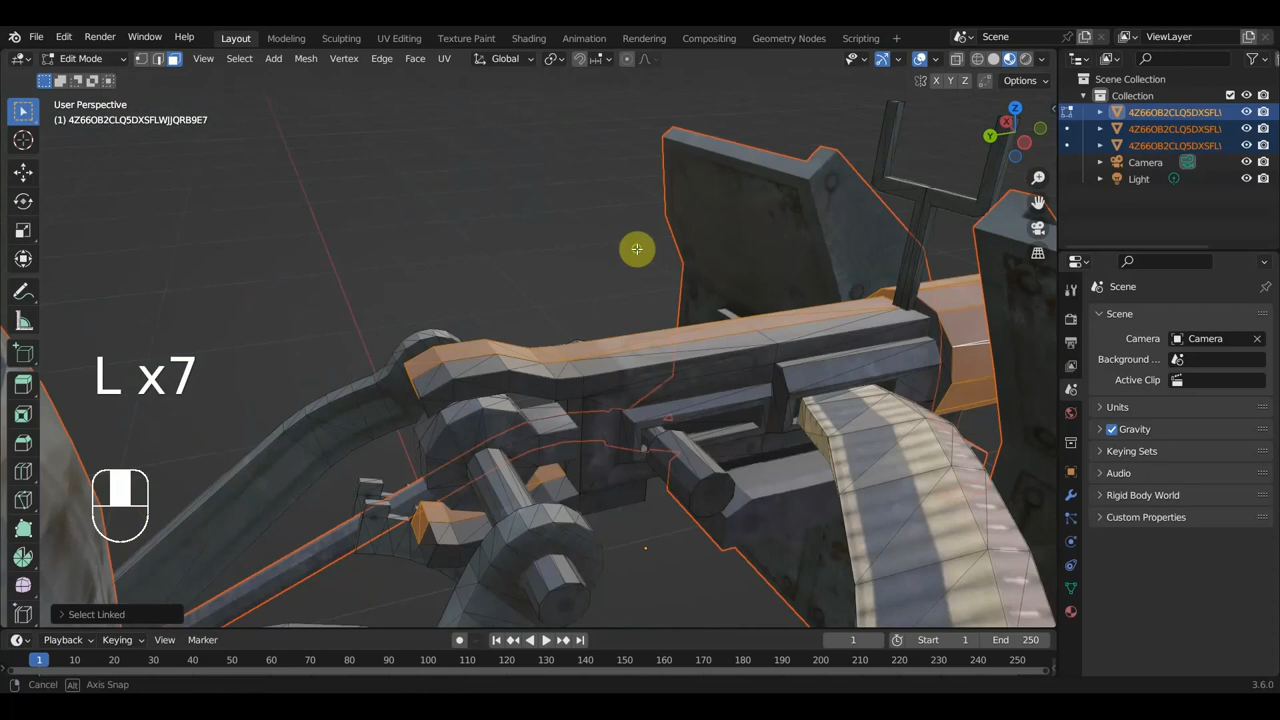 File Edit Render Window Help Layout Modeling Sculpting UV Editing Texture Paint Shading Animation Rendering Compositing Geometry Nodes Scripting + Scene ViewLayer
Edit Mode View Select Add Mesh Vertex Edge Face UV Global
X Y Z Options
User Perspective
(1) 4Z66OB2CLQ5DXSFLWJJQRB9E7
Z
X
Y
Scene Collection
Collection
4Z66OB2CLQ5DXSFL\
4Z66OB2CLQ5DXSFL\
4Z66OB2CLQ5DXSFL\
Camera
Light
Scene
Scene
Camera Camera
Background ...
Active Clip
Units
Gravity
Keying Sets
Audio
Rigid Body World
Custom Properties
L x7
Select Linked
Playback Keying View Marker 1 Start 1 End 250
1 10 20 30 40 50 60 70 80 90 100 110 120 130 140 150 160 170 180 190 200 210 220 230 240 250
Cancel Alt Axis Snap 3.6.0